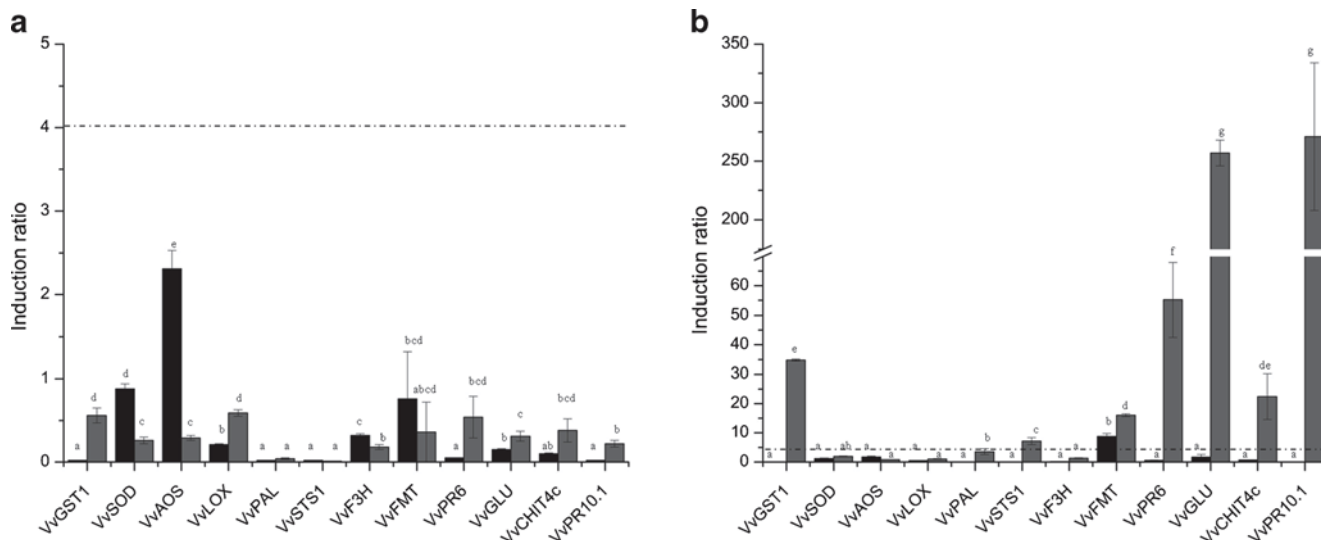 a
Induction ratio
5
4
3
2
1
0
a d
d c
e c
b d
a a
a a
c b
bcd abcd
a bcd
b c
ab bcd
a b
VvGST1 VvSOD VvAOS VvLOX VvPAL VvSTS1 VvF3H VvFMT VvPR6 VvGLU VvCHIT4c VvPR10.1
b
Induction ratio
350
300
250
200
70
60
50
40
30
20
10
0
a e
a ab
a a
a a
a b
a c
a a
b d
a f
a g
a de
a g
VvGST1 VvSOD VvAOS VvLOX VvPAL VvSTS1 VvF3H VvFMT VvPR6 VvGLU VvCHIT4c VvPR10.1